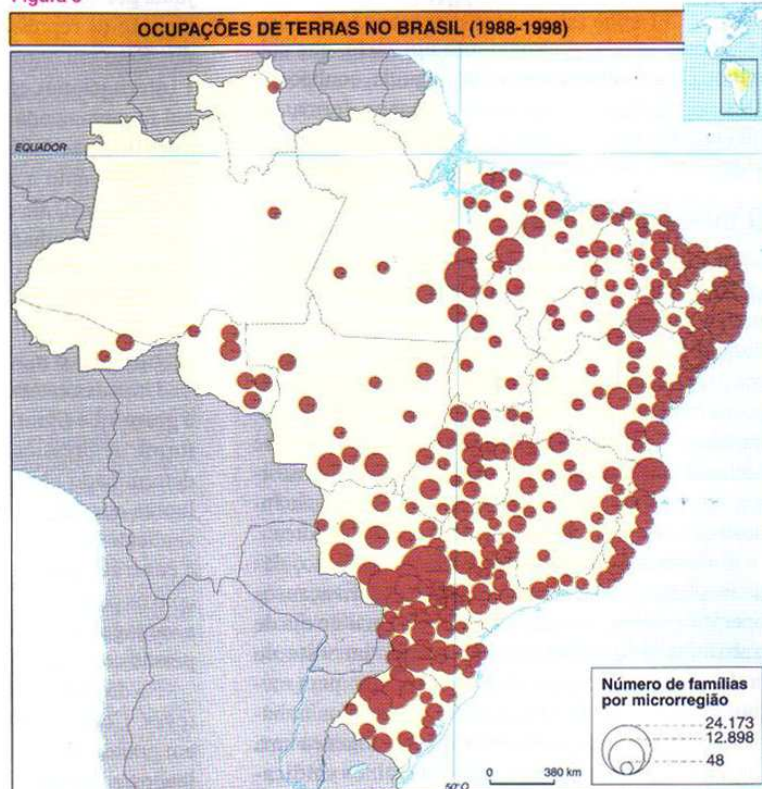 OCUPAÇÕES DE TERRAS NO BRASIL (1988-1998)
EQUADOR
Número de famílias
por microrregião
24.173
12.898
48
0 380 km
50° O